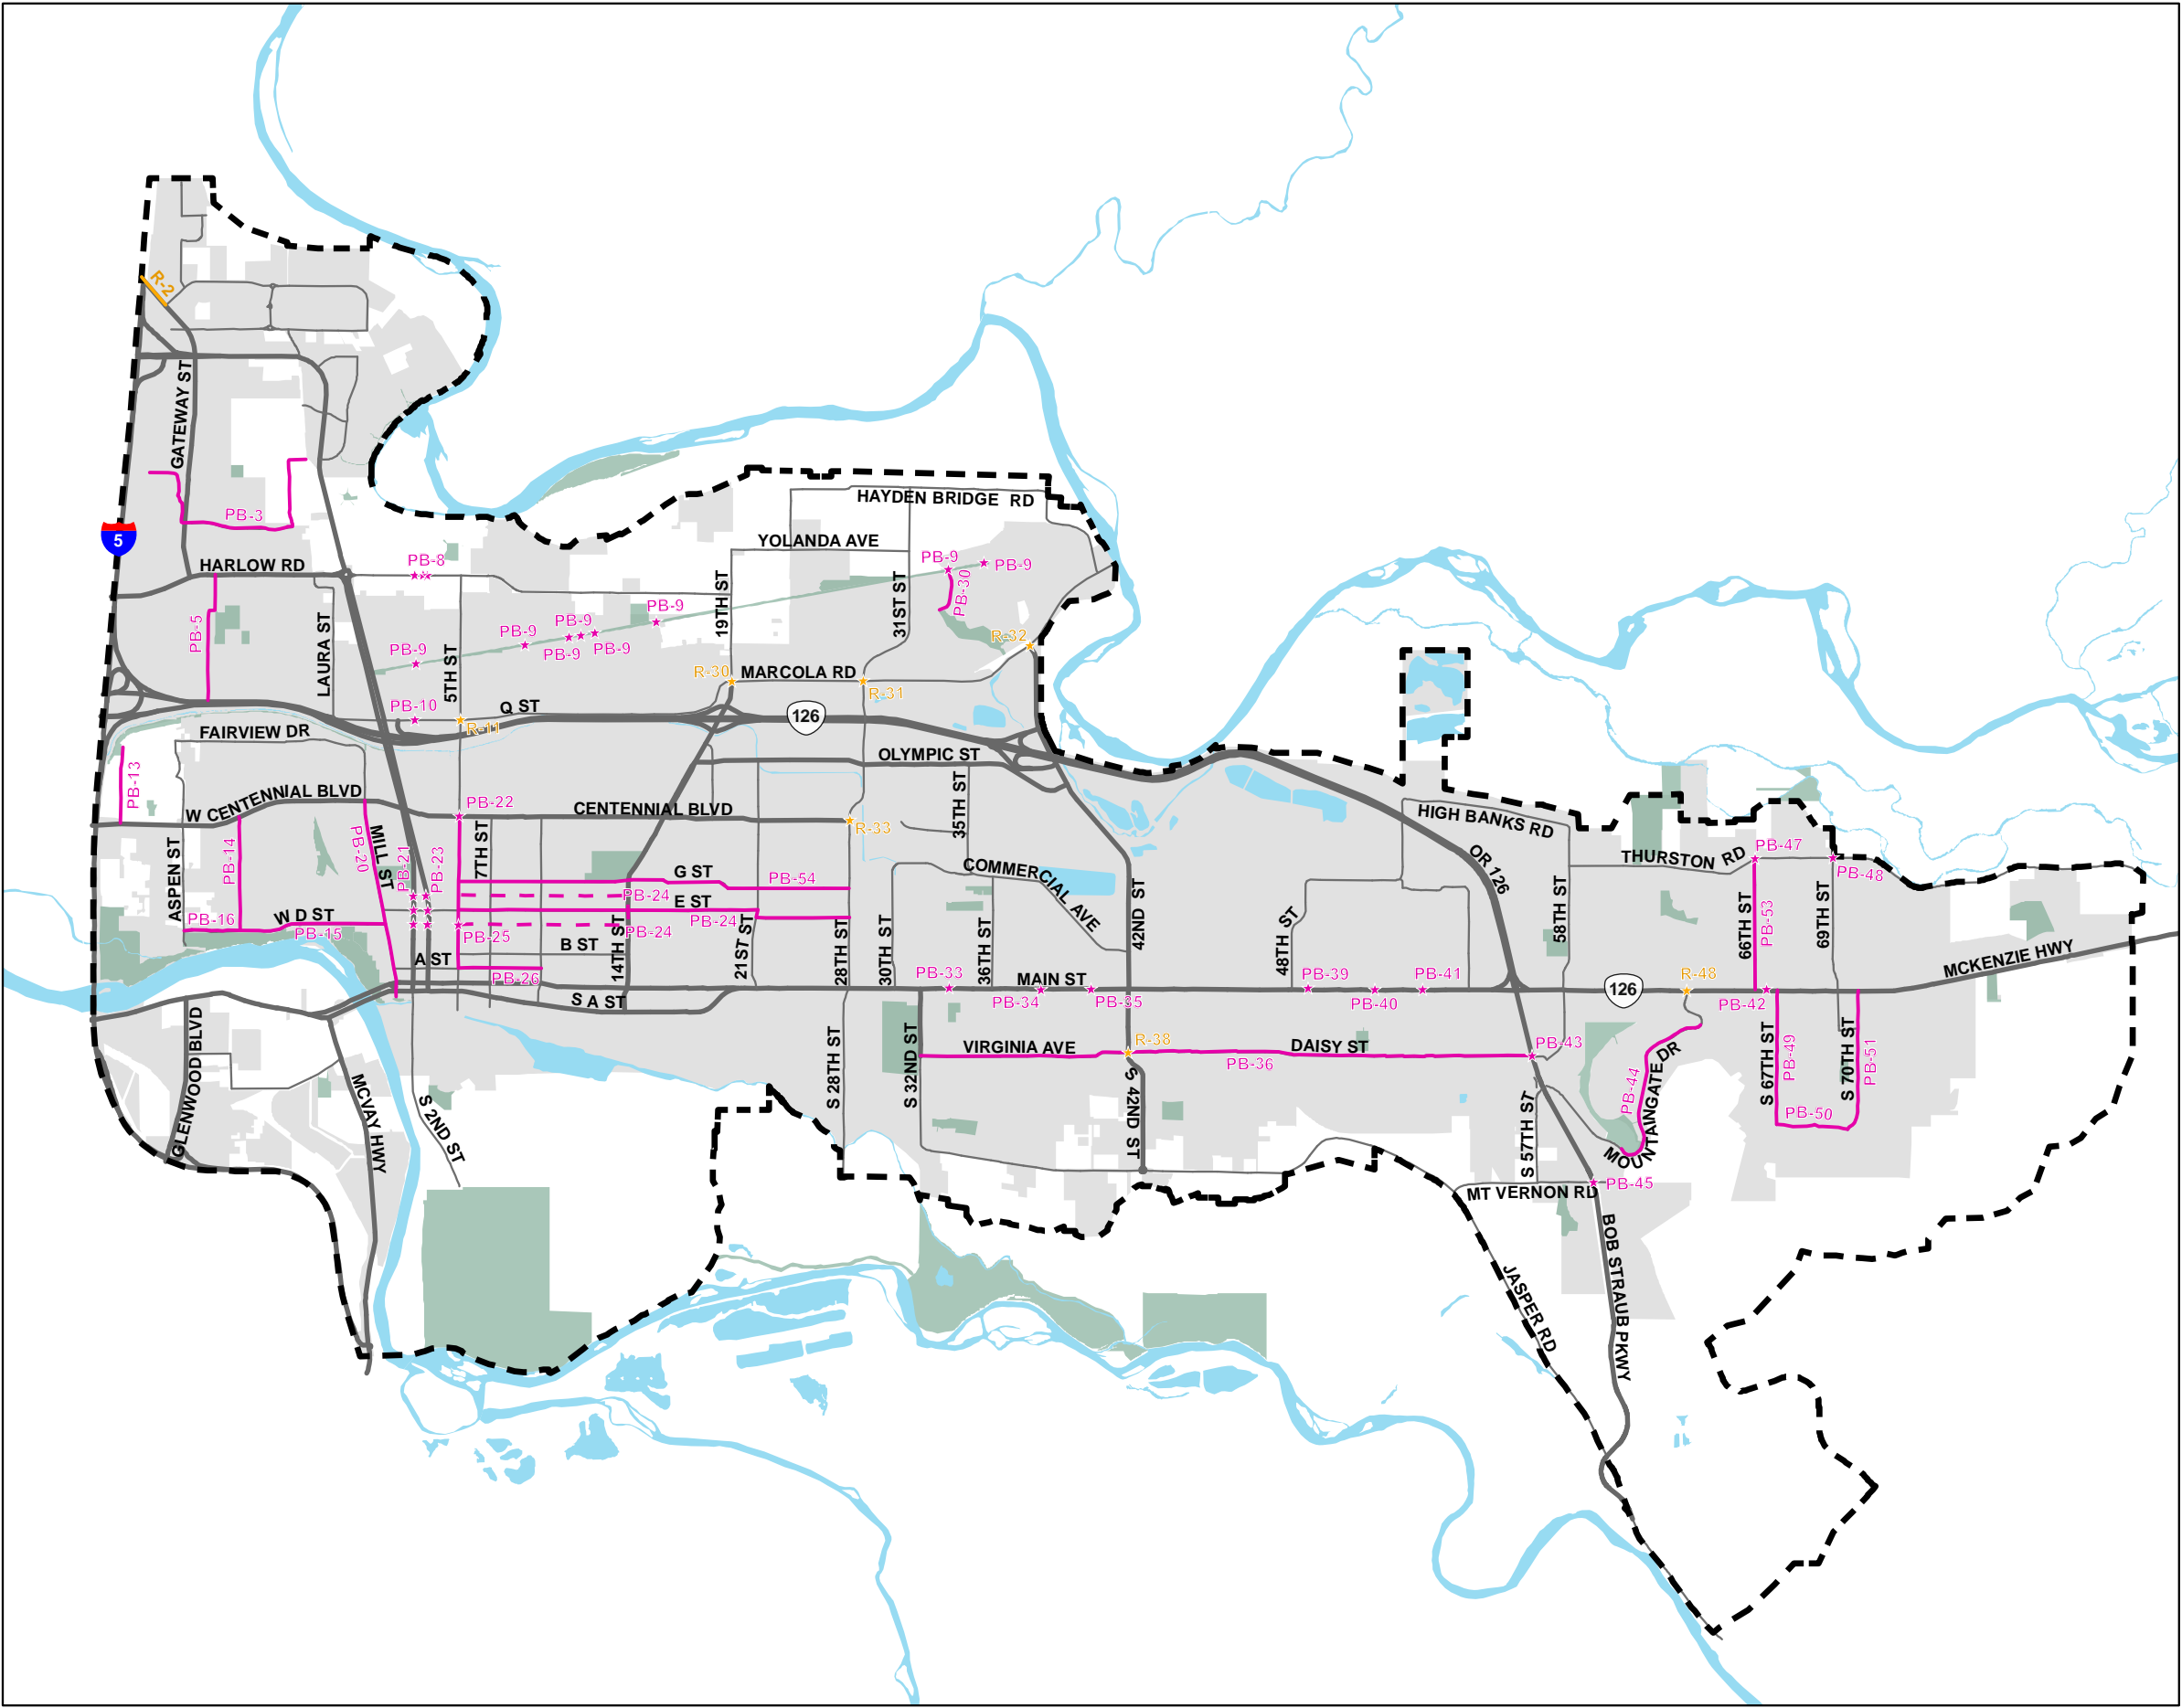 R-2
GATEWAY ST
PB-3
5
HAYDEN BRIDGE RD
YOLANDA AVE
HARLOW RD
PB-8
PB-9
PB-9
PB-30
PB-5
LAURA ST
5TH ST
PB-9
PB-9
PB-9
PB-9
PB-9
PB-9
19TH ST
31ST ST
R-32
R-30
MARCOLA RD
R-31
PB-10
Q ST
R-11
126
FAIRVIEW DR
OLYMPIC ST
PB-13
W CENTENNIAL BLVD
PB-22
CENTENNIAL BLVD
R-33
35TH ST
HIGH BANKS RD
ASPEN ST
PB-14
PB-20
MILL ST
PB-21
PB-23
7TH ST
G ST
PB-54
COMMERCIAL AVE
42ND ST
OR 126
THURSTON RD
PB-47
PB-48
PB-24
E ST
PB-24
PB-16
W D ST
PB-15
PB-25
14TH ST
PB-24
21ST ST
28TH ST
30TH ST
36TH ST
48TH ST
58TH ST
66TH ST
PB-53
69TH ST
B ST
A ST
PB-26
S A ST
PB-33
MAIN ST
PB-34
PB-35
PB-39
PB-40
PB-41
126
R-48
PB-42
MCKENZIE HWY
GLENWOOD BLVD
MCVAY HWY
S 2ND ST
S 28TH ST
S 32ND ST
VIRGINIA AVE
R-38
DAISY ST
PB-36
PB-43
S 42ND ST
S 57TH ST
PB-44
MOUNTAINGATE DR
S 67TH ST
PB-49
S 70TH ST
PB-51
PB-50
MT VERNON RD
PB-45
BOB STRAUB PKWY
JASPER RD